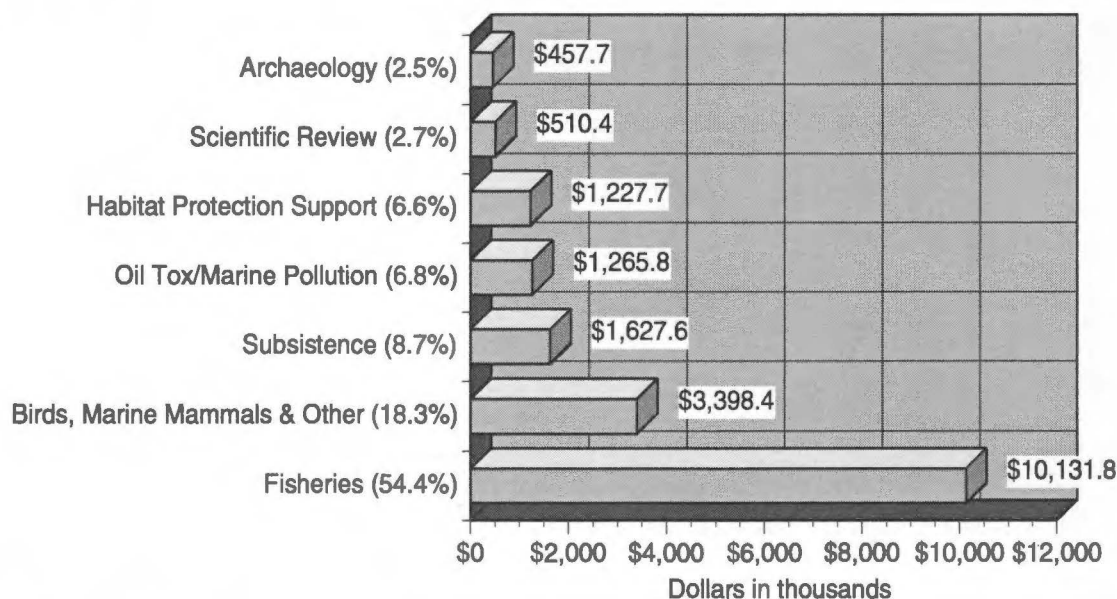 Archaeology (2.5%) $457.7
Scientific Review (2.7%) $510.4
Habitat Protection Support (6.6%) $1,227.7
Oil Tox/Marine Pollution (6.8%) $1,265.8
Subsistence (8.7%) $1,627.6
Birds, Marine Mammals & Other (18.3%) $3,398.4
Fisheries (54.4%) $10,131.8
$0 $2,000 $4,000 $6,000 $8,000 $10,000 $12,000
Dollars in thousands